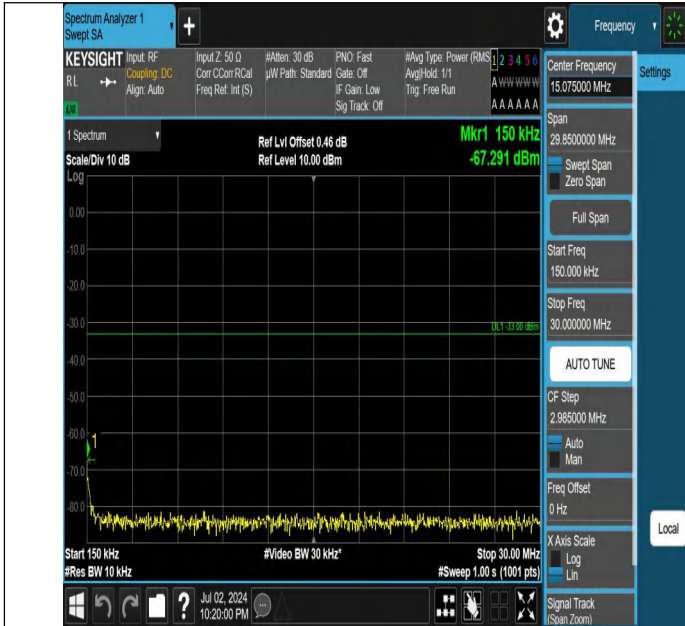 Spectrum Analyzer 1
Swept SA
+
Frequency
KEYSIGHT
RL
Input: RF
Coupling: DC
Align: Auto
Input Z: 50 Ω
Corr CCorr RCal
Freq Ref: Int (S)
#Atten: 30 dB
µW Path: Standard
PNO: Fast
Gate: Off
IF Gain: Low
Sig Track: Off
#Avg Type: Power (RMS
Avg|Hold: 1/1
Trig: Free Run
1 2 3 4 5 6
A W W W W W
A A A A A A
1 Spectrum
Scale/Div 10 dB
Ref Lvl Offset 0.46 dB
Ref Level 10.00 dBm
Mkr1 150 kHz
-67.291 dBm
Log
0.00
-10.0
-20.0
-30.0
DL1 -33.00 dBm
-40.0
-50.0
-60.0
1
-70.0
-80.0
Start 150 kHz
#Video BW 30 kHz*
Stop 30.00 MHz
#Res BW 10 kHz
#Sweep 1.00 s (1001 pts)
?
Jul 02, 2024
10:20:00 PM
Center Frequency
15.075000 MHz
Settings
Span
29.8500000 MHz
Swept Span
Zero Span
Full Span
Start Freq
150.000 kHz
Stop Freq
30.000000 MHz
AUTO TUNE
CF Step
2.985000 MHz
Auto
Man
Freq Offset
0 Hz
X Axis Scale
Log
Lin
Local
Signal Track
(Span Zoom)